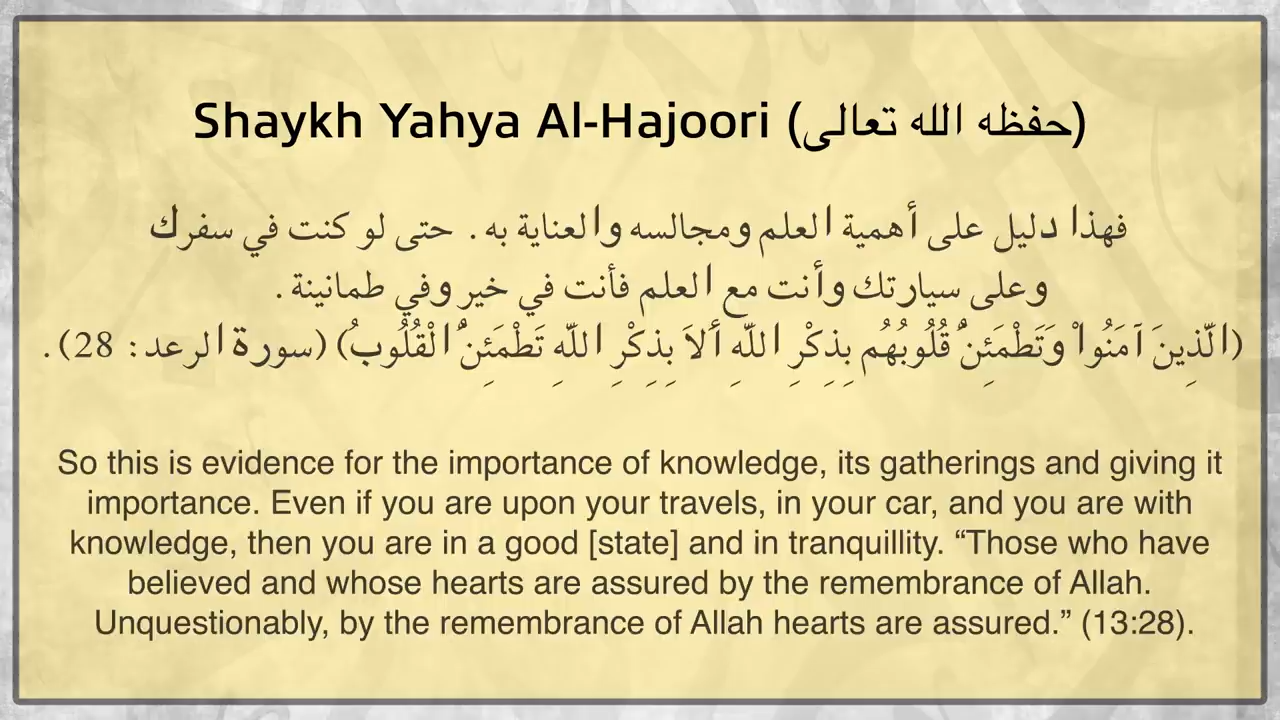 Shaykh Yahya Al-Hajoori (حفظه الله تعالى)
فهذا دليل على أهمية العلم ومجالسه والعناية به . حتى لو كنت في سفرك
وعلى سيارتك وأنت مع العلم فأنت في خير وفي طمانينة .
(الَّذِينَ آمَنُواْ وَتَطْمَئِنُّ قُلُوبُهُم بِذِكْرِ اللّهِ أَلاَ بِذِكْرِ اللّهِ تَطْمَئِنُّ الْقُلُوبُ) (سورة الرعد: 28).
So this is evidence for the importance of knowledge, its gatherings and giving it
importance. Even if you are upon your travels, in your car, and you are with
knowledge, then you are in a good [state] and in tranquillity. “Those who have
believed and whose hearts are assured by the remembrance of Allah.
Unquestionably, by the remembrance of Allah hearts are assured.” (13:28).